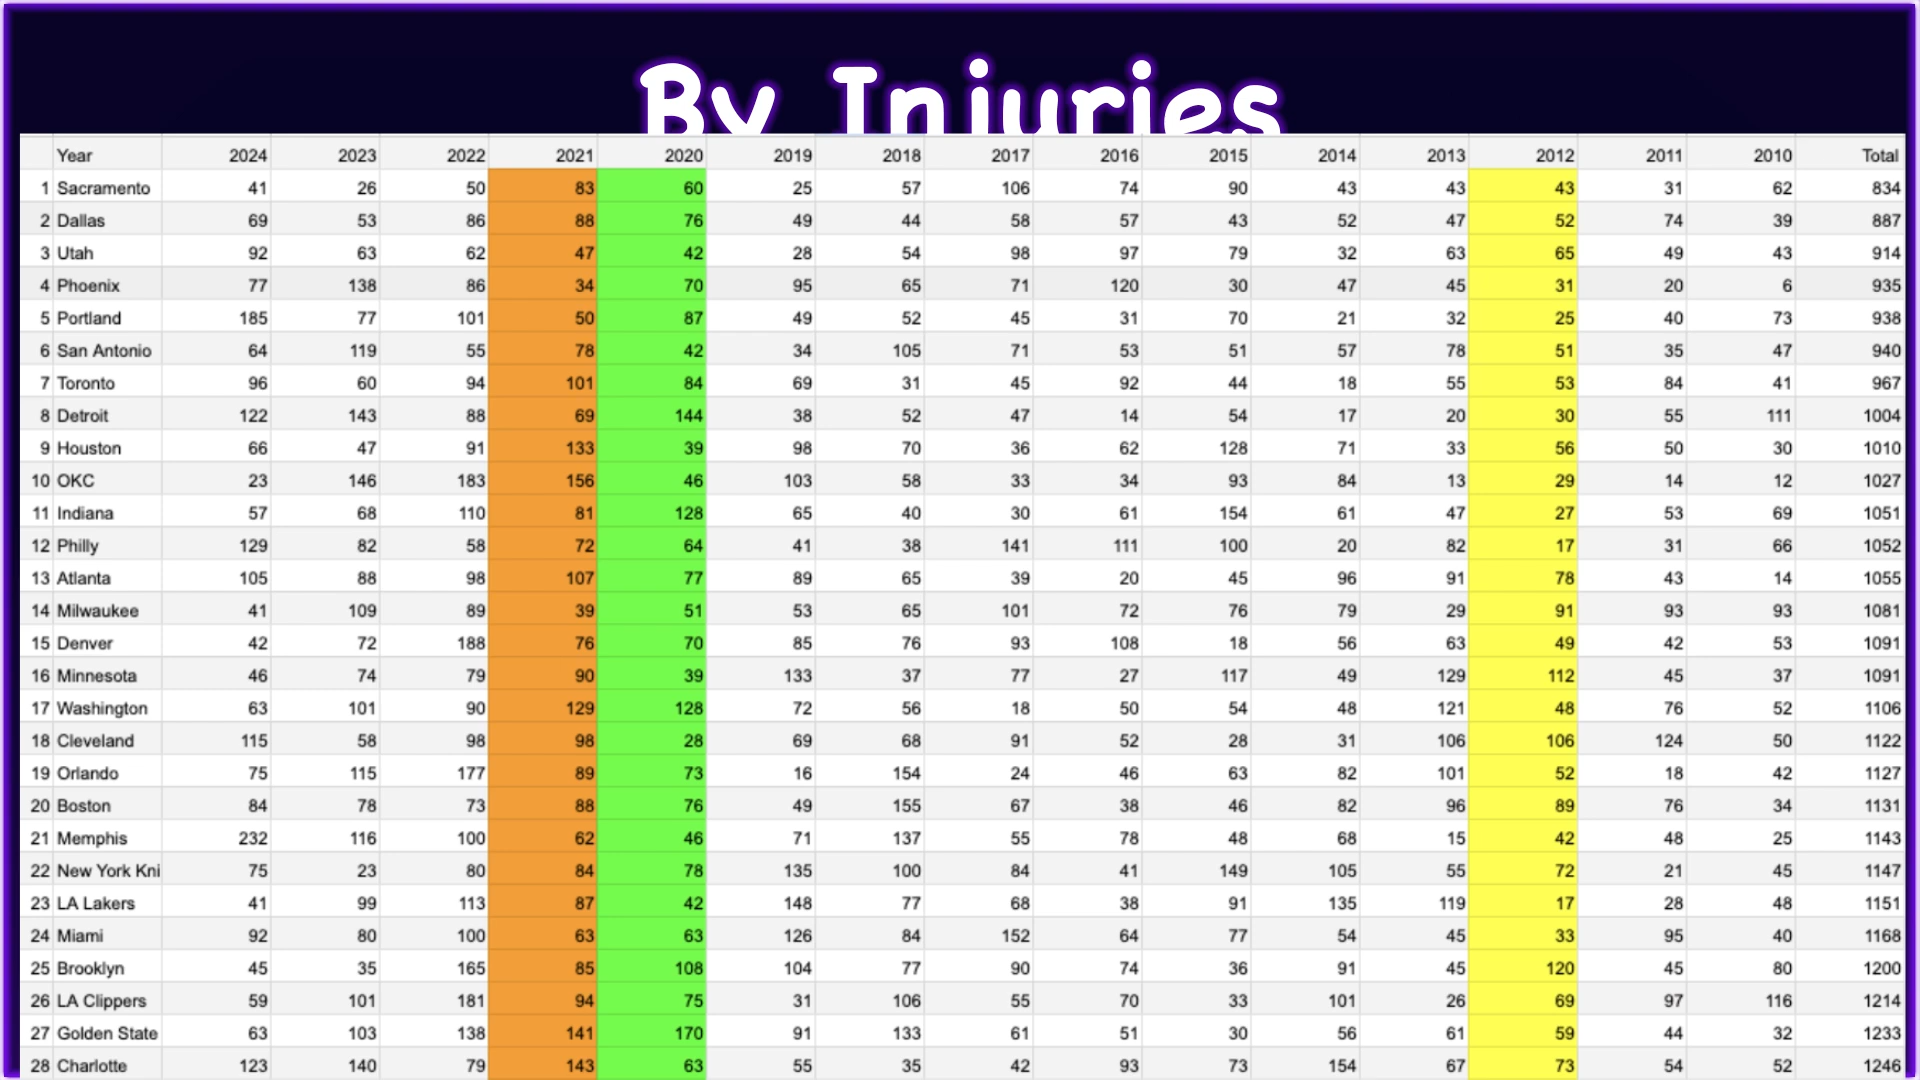 By Injuries
Year 2024 2023 2022 2021 2020 2019 2018 2017 2016 2015 2014 2013 2012 2011 2010 Total
1 Sacramento 41 26 50 83 60 25 57 106 74 90 43 43 43 31 62 834
2 Dallas 69 53 86 88 76 49 44 58 57 43 52 47 52 74 39 887
3 Utah 92 63 62 47 42 28 54 98 97 79 32 63 65 49 43 914
4 Phoenix 77 138 86 34 70 95 65 71 120 30 47 45 31 20 6 935
5 Portland 185 77 101 50 87 49 52 45 31 70 21 32 25 40 73 938
6 San Antonio 64 119 55 78 42 34 105 71 53 51 57 78 51 35 47 940
7 Toronto 96 60 94 101 84 69 31 45 92 44 18 55 53 84 41 967
8 Detroit 122 143 88 69 144 38 52 47 14 54 17 20 30 55 111 1004
9 Houston 66 47 91 133 39 98 70 36 62 128 71 33 56 50 30 1010
10 OKC 23 146 183 156 46 103 58 33 34 93 84 13 29 14 12 1027
11 Indiana 57 68 110 81 128 65 40 30 61 154 61 47 27 53 69 1051
12 Philly 129 82 58 72 64 41 38 141 111 100 20 82 17 31 66 1052
13 Atlanta 105 88 98 107 77 89 65 39 20 45 96 91 78 43 14 1055
14 Milwaukee 41 109 89 39 51 53 65 101 72 76 79 29 91 93 93 1081
15 Denver 42 72 188 76 70 85 76 93 108 18 56 63 49 42 53 1091
16 Minnesota 46 74 79 90 39 133 37 77 27 117 49 129 112 45 37 1091
17 Washington 63 101 90 129 128 72 56 18 50 54 48 121 48 76 52 1106
18 Cleveland 115 58 98 98 28 69 68 91 52 28 31 106 106 124 50 1122
19 Orlando 75 115 177 89 73 16 154 24 46 63 82 101 52 18 42 1127
20 Boston 84 78 73 88 76 49 155 67 38 46 82 96 89 76 34 1131
21 Memphis 232 116 100 62 46 71 137 55 78 48 68 15 42 48 25 1143
22 New York Kni 75 23 80 84 78 135 100 84 41 149 105 55 72 21 45 1147
23 LA Lakers 41 99 113 87 42 148 77 68 38 91 135 119 17 28 48 1151
24 Miami 92 80 100 63 63 126 84 152 64 77 54 45 33 95 40 1168
25 Brooklyn 45 35 165 85 108 104 77 90 74 36 91 45 120 45 80 1200
26 LA Clippers 59 101 181 94 75 31 106 55 70 33 101 26 69 97 116 1214
27 Golden State 63 103 138 141 170 91 133 61 51 30 56 61 59 44 32 1233
28 Charlotte 123 140 79 143 63 55 35 42 93 73 154 67 73 54 52 1246